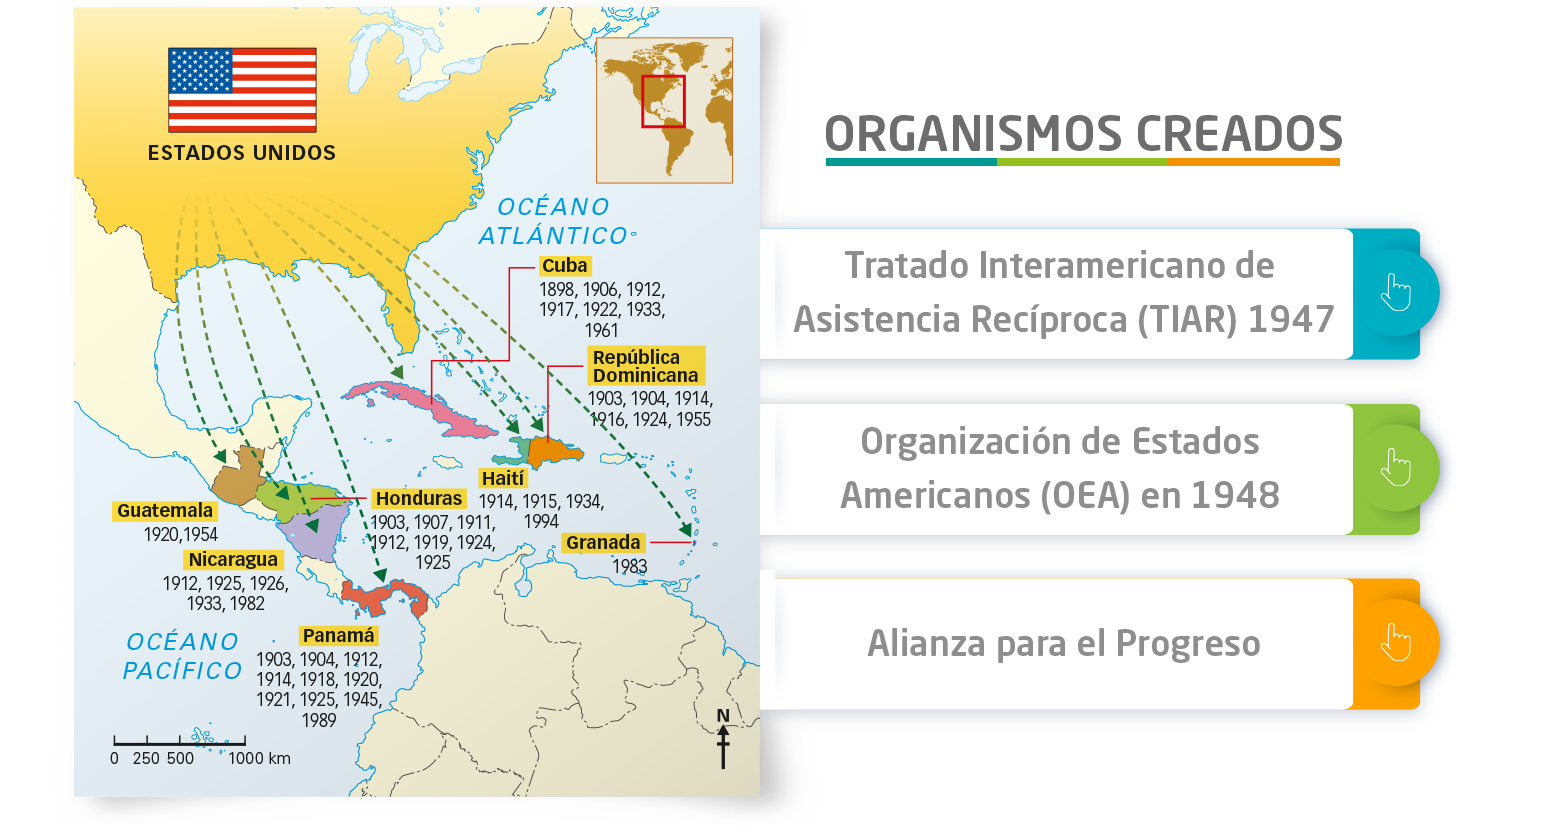 ESTADOS UNIDOS
OCÉANO
ATLÁNTICO
Cuba
1898, 1906, 1912,
1917, 1922, 1933,
1961
República
Dominicana
1903, 1904, 1914,
1916, 1924, 1955
Haití
1914, 1915, 1934,
1994
Honduras
1903, 1907, 1911,
1912, 1919, 1924,
1925
Guatemala
1920,1954
Granada
1983
Nicaragua
1912, 1925, 1926,
1933, 1982
OCÉANO
PACÍFICO
Panamá
1903, 1904, 1912,
1914, 1918, 1920,
1921, 1925, 1945,
1989
N
0 250 500 1000 km
ORGANISMOS CREADOS
Tratado Interamericano de
Asistencia Recíproca (TIAR) 1947
Organización de Estados
Americanos (OEA) en 1948
Alianza para el Progreso